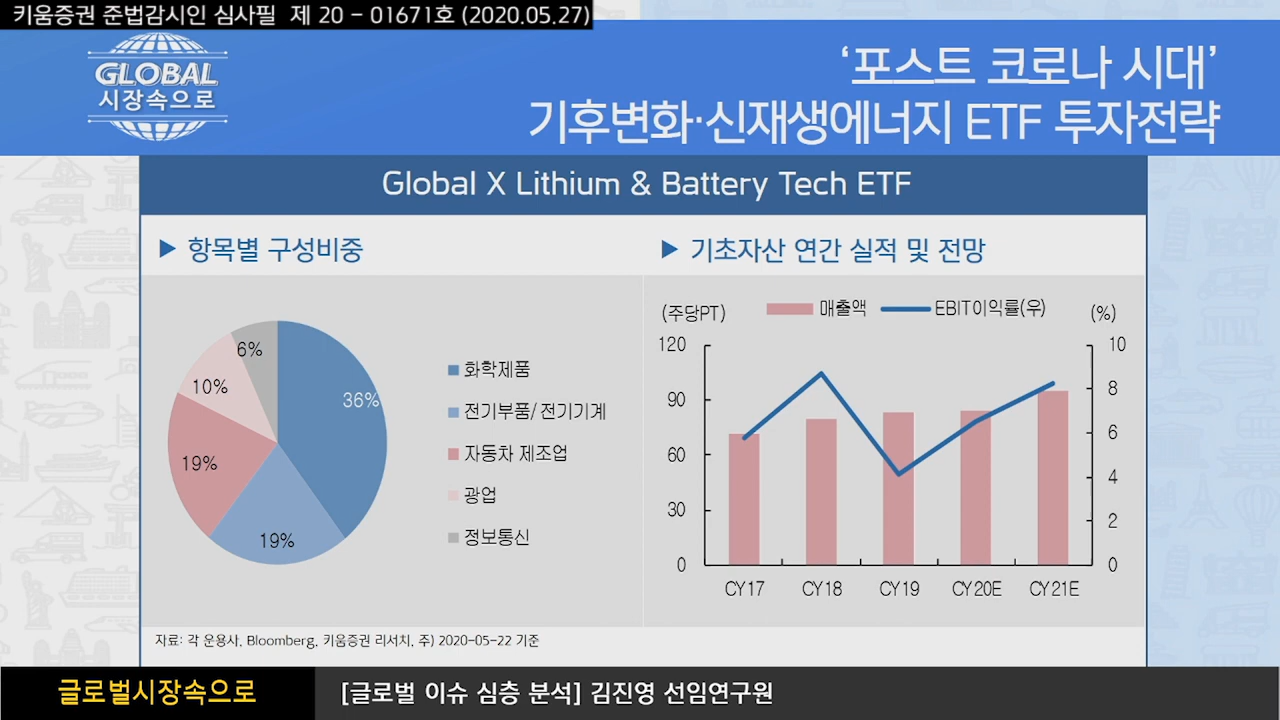 키움증권 준법감시인 심사필 제 20 - 01671호 (2020.05.27)
GLOBAL
시장속으로
‘포스트 코로나 시대’
기후변화·신재생에너지 ETF 투자전략
Global X Lithium & Battery Tech ETF
▶ 항목별 구성비중
36%
19%
19%
10%
6%
화학제품
전기부품/ 전기기계
자동차 제조업
광업
정보통신
▶ 기초자산 연간 실적 및 전망
(주당PT)
매출액
EBIT이익률(우)
(%)
120
90
60
30
0
10
8
6
4
2
0
CY17 CY18 CY19 CY20E CY21E
자료: 각 운용사, Bloomberg, 키움증권 리서치, 주) 2020-05-22 기준
글로벌시장속으로
[글로벌 이슈 심층 분석] 김진영 선임연구원